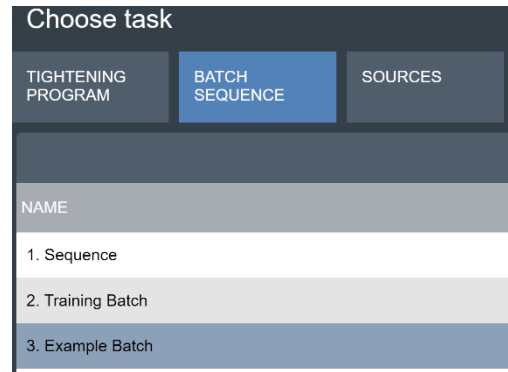 Choose task
TIGHTENING
PROGRAM
BATCH
SEQUENCE
SOURCES
NAME
1. Sequence
2. Training Batch
3. Example Batch